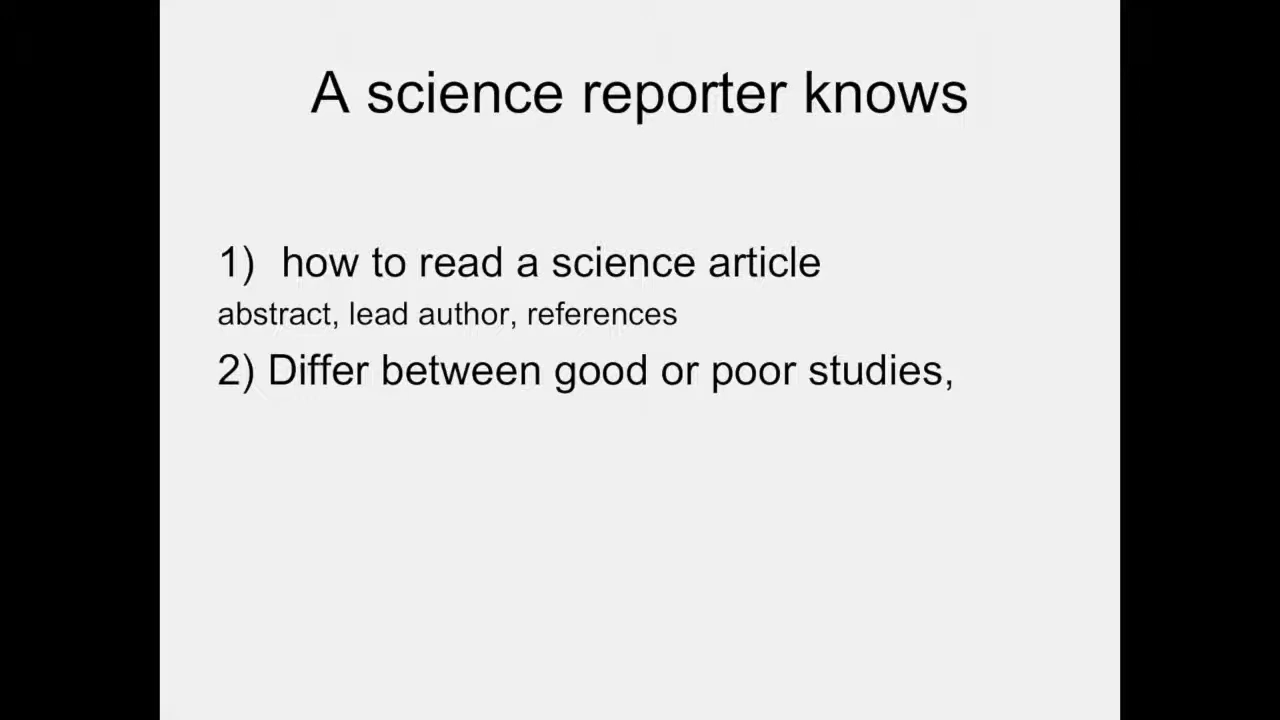 A science reporter knows
1) how to read a science article
abstract, lead author, references
2) Differ between good or poor studies,